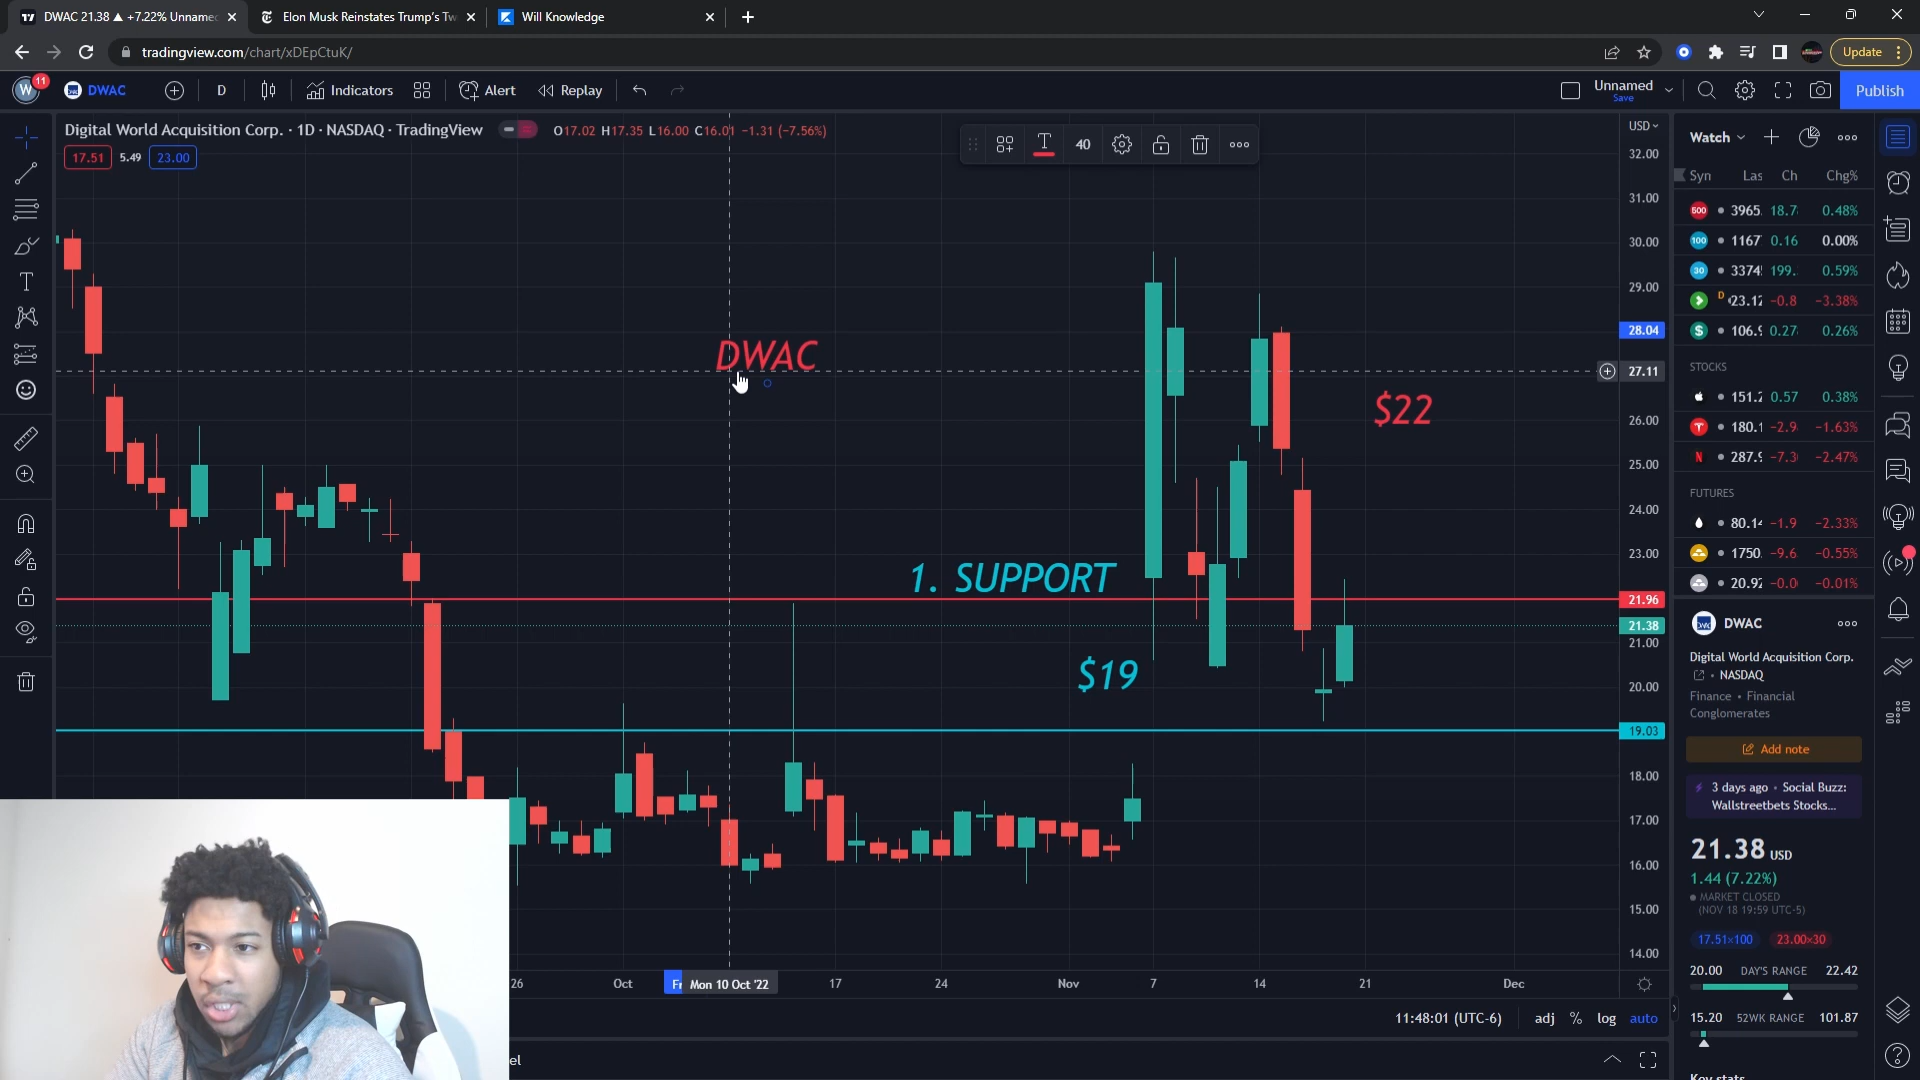 DWAC 21.38 ▲ +7.22% Unnamed
Elon Musk Reinstates Trump's Tw
Will Knowledge
tradingview.com/chart/xDEpCtuK/
Update
W
11
DWAC
D
Indicators
Alert
Replay
Unnamed
Save
Publish
Digital World Acquisition Corp. · 1D · NASDAQ · TradingView
O17.02 H17.35 L16.00 C16.01 −1.31 (−7.56%)
17.51
5.49
23.00
T
40
DWAC
$22
1. SUPPORT
$19
USD
32.00
31.00
30.00
29.00
28.04
27.11
26.00
25.00
24.00
23.00
21.96
21.38
21.00
20.00
19.03
18.00
17.00
16.00
15.00
14.00
26
Oct
Mon 10 Oct '22
17
24
Nov
7
14
21
Dec
11:48:01 (UTC-6)
adj
%
log
auto
el
Watch
Syn Las Ch Chg%
500 3965. 18.7 0.48%
100 1167 0.16 0.00%
30 3374 199. 0.59%
D 23.12 −0.8 −3.38%
$ 106.9 0.27 0.26%
STOCKS
151.2 0.57 0.38%
180.1 −2.9 −1.63%
N 287.9 −7.3 −2.47%
FUTURES
80.14 −1.9 −2.33%
1750. −9.6 −0.55%
20.92 −0.0 −0.01%
DWAC
Digital World Acquisition Corp.
NASDAQ
Finance • Financial
Conglomerates
Add note
3 days ago • Social Buzz:
Wallstreetbets Stocks...
21.38 USD
1.44 (7.22%)
MARKET CLOSED
(NOV 18 19:59 UTC-5)
17.51×100
23.00×30
20.00 DAY'S RANGE 22.42
15.20 52WK RANGE 101.87
Key stats